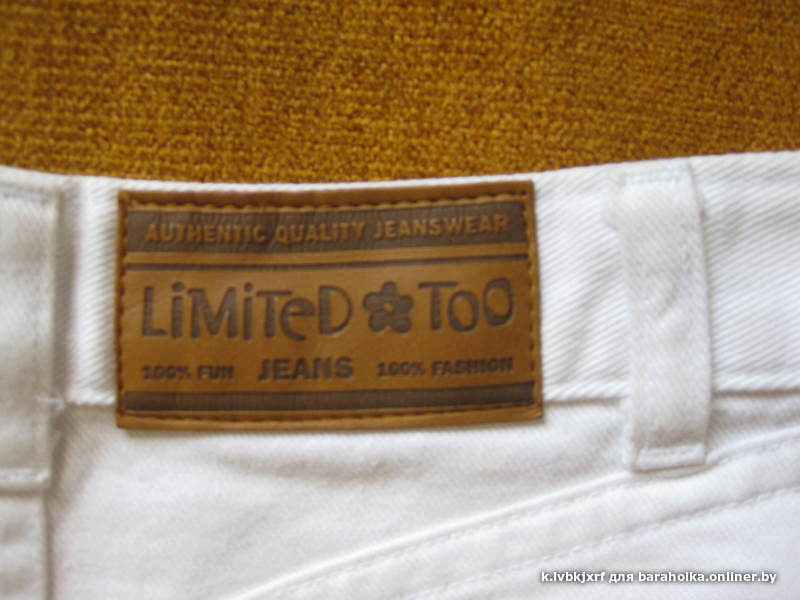 AUTHENTIC QUALITY JEANSWEAR
LiMiTeD TOO
100% FUN JEANS 100% FASHION
k.lvbkjxrf для baraholka.onliner.by